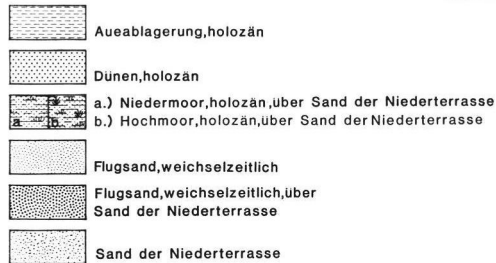 Aueablagerung,holozän
Dünen,holozän
a.) Niedermoor,holozän,über Sand der Niederterrasse
b.) Hochmoor,holozän,über Sand der Niederterrasse
a b
Flugsand,weichselzeitlich
Flugsand,weichselzeitlich,über
Sand der Niederterrasse
Sand der Niederterrasse